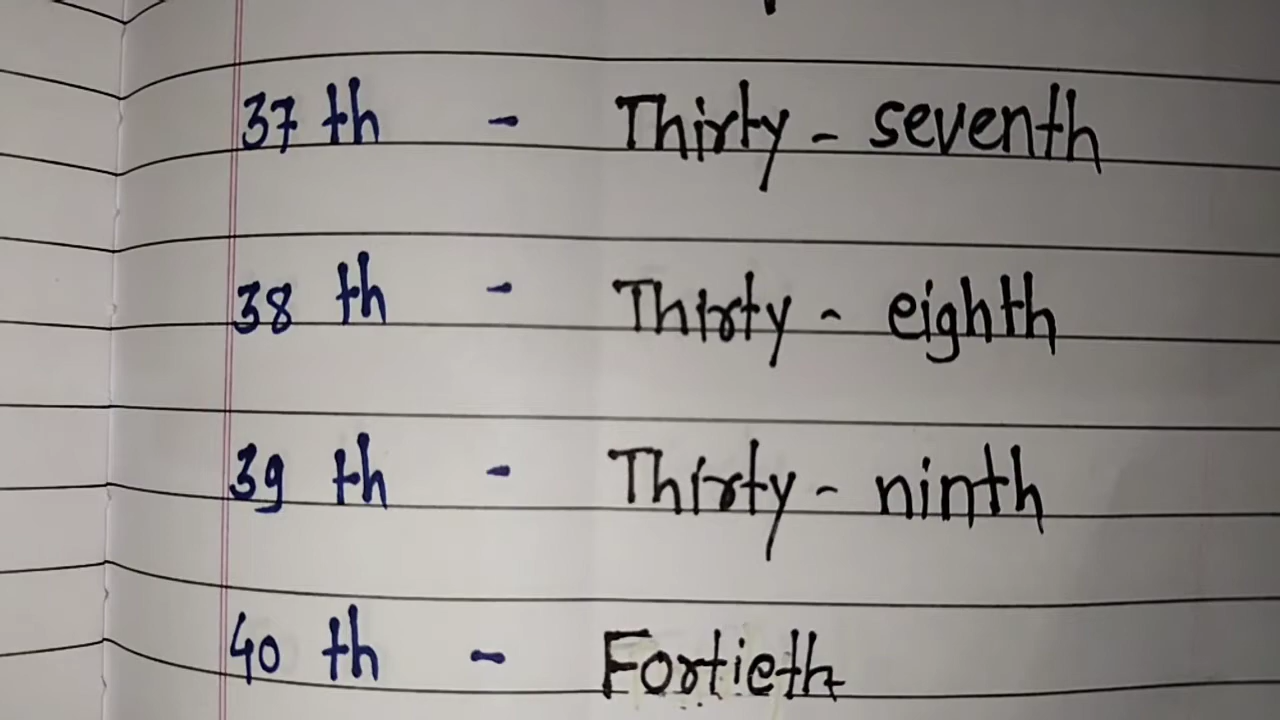 37 th - Thirty - seventh
38 th - Thirty - eighth
39 th - Thirty - ninth
40 th - Fortieth